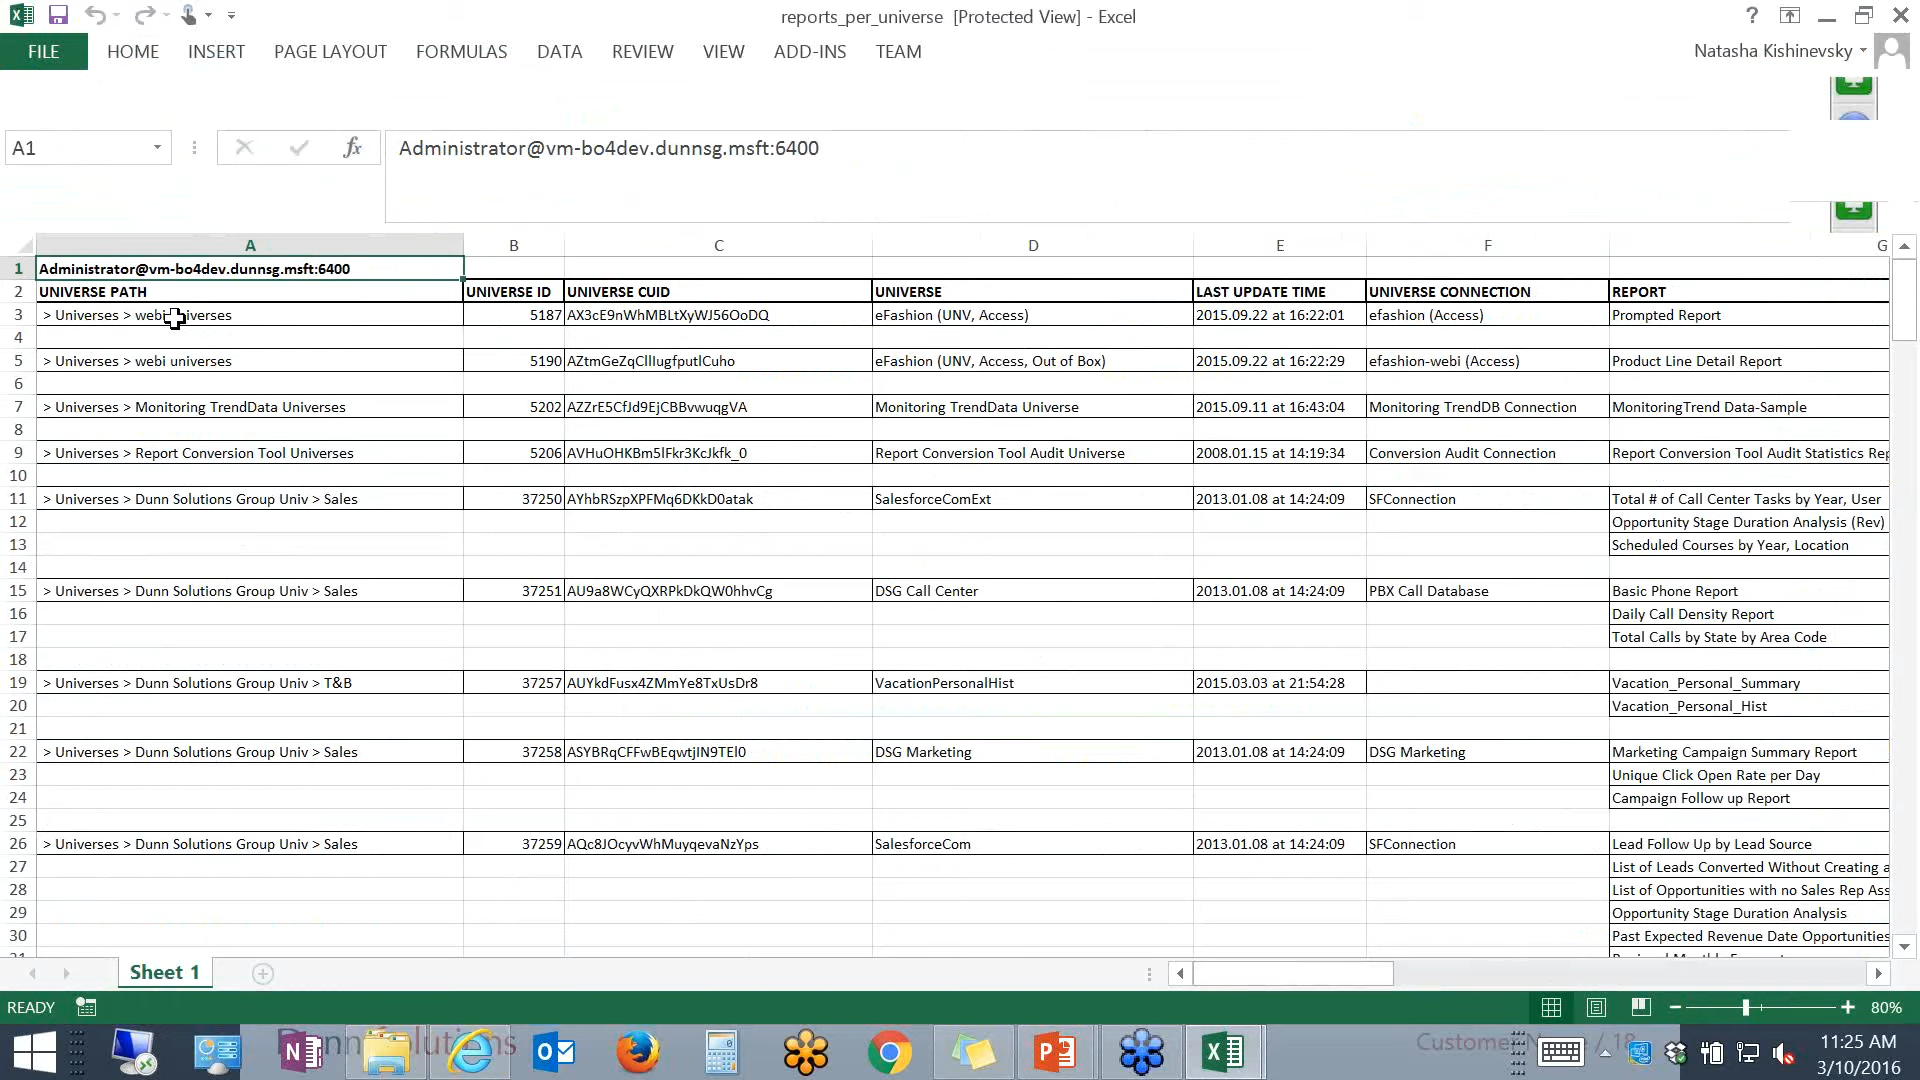 reports_per_universe [Protected View] - Excel
FILE HOME INSERT PAGE LAYOUT FORMULAS DATA REVIEW VIEW ADD-INS TEAM Natasha Kishinevsky
A1 fx Administrator@vm-bo4dev.dunnsg.msft:6400
A B C D E F G
1 Administrator@vm-bo4dev.dunnsg.msft:6400
2 UNIVERSE PATH UNIVERSE ID UNIVERSE CUID UNIVERSE LAST UPDATE TIME UNIVERSE CONNECTION REPORT
3 > Universes > webi universes 5187 AX3cE9nWhMBLtXyWJ56OoDQ eFashion (UNV, Access) 2015.09.22 at 16:22:01 efashion (Access) Prompted Report
4
5 > Universes > webi universes 5190 AZtmGeZqCllIugfputlCuho eFashion (UNV, Access, Out of Box) 2015.09.22 at 16:22:29 efashion-webi (Access) Product Line Detail Report
6
7 > Universes > Monitoring TrendData Universes 5202 AZZrE5CfJd9EjCBBvwuqgVA Monitoring TrendData Universe 2015.09.11 at 16:43:04 Monitoring TrendDB Connection MonitoringTrend Data-Sample
8
9 > Universes > Report Conversion Tool Universes 5206 AVHuOHKBm5lFkr3KcJkfk_0 Report Conversion Tool Audit Universe 2008.01.15 at 14:19:34 Conversion Audit Connection Report Conversion Tool Audit Statistics Rep
10
11 > Universes > Dunn Solutions Group Univ > Sales 37250 AYhbRSzpXPFMq6DKkD0atak SalesforceComExt 2013.01.08 at 14:24:09 SFConnection Total # of Call Center Tasks by Year, User
12 Opportunity Stage Duration Analysis (Rev)
13 Scheduled Courses by Year, Location
14
15 > Universes > Dunn Solutions Group Univ > Sales 37251 AU9a8WCyQXRPkDkQW0hhvCg DSG Call Center 2013.01.08 at 14:24:09 PBX Call Database Basic Phone Report
16 Daily Call Density Report
17 Total Calls by State by Area Code
18
19 > Universes > Dunn Solutions Group Univ > T&B 37257 AUYkdFusx4ZMmYe8TxUsDr8 VacationPersonalHist 2015.03.03 at 21:54:28 Vacation_Personal_Summary
20 Vacation_Personal_Hist
21
22 > Universes > Dunn Solutions Group Univ > Sales 37258 ASYBRqCFFwBEqwtjIN9TEl0 DSG Marketing 2013.01.08 at 14:24:09 DSG Marketing Marketing Campaign Summary Report
23 Unique Click Open Rate per Day
24 Campaign Follow up Report
25
26 > Universes > Dunn Solutions Group Univ > Sales 37259 AQc8JOcyvWhMuyqevaNzYps SalesforceCom 2013.01.08 at 14:24:09 SFConnection Lead Follow Up by Lead Source
27 List of Leads Converted Without Creating a
28 List of Opportunities with no Sales Rep Ass
29 Opportunity Stage Duration Analysis
30 Past Expected Revenue Date Opportunities
Sheet 1
READY 80%
11:25 AM
3/10/2016